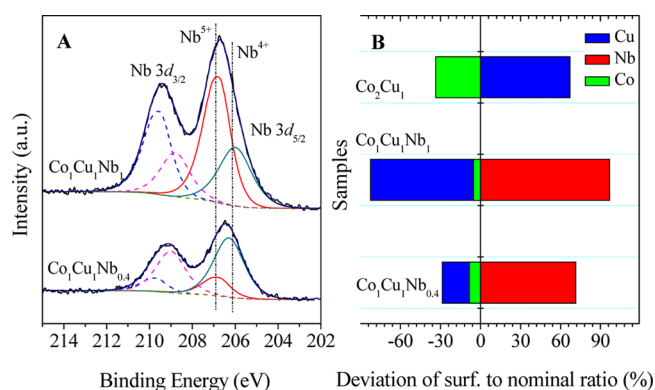 A
Nb⁵⁺
Nb⁴⁺
Nb 3d₃/₂
Nb 3d₅/₂
Co₁Cu₁Nb₁
Co₁Cu₁Nb₀.₄
Intensity (a.u.)
214 212 210 208 206 204 202
Binding Energy (eV)
B
Cu
Nb
Co
Co₂Cu₁
Co₁Cu₁Nb₁
Co₁Cu₁Nb₀.₄
Samples
-60 -30 0 30 60 90
Deviation of surf. to nominal ratio (%)